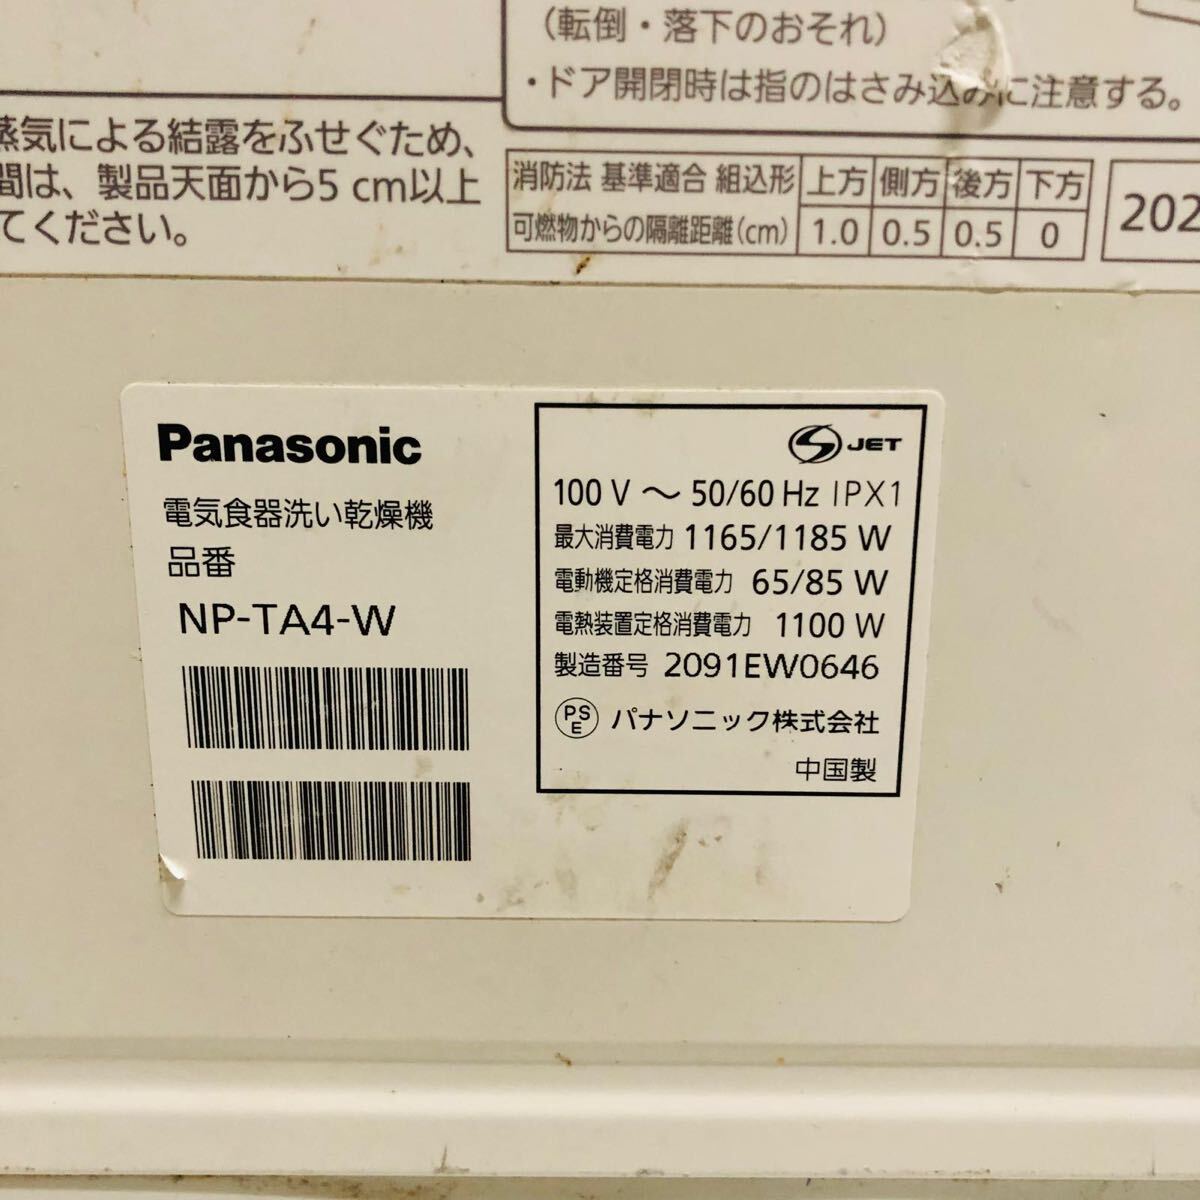 (転倒・落下のおそれ)
・ドア開閉時は指のはさみ込みに注意する。
蒸気による結露をふせぐため、
間は、製品天面から5 cm以上
てください。
消防法 基準適合 組込形 上方 側方 後方 下方
可燃物からの隔離距離(cm) 1.0 0.5 0.5 0
202
Panasonic
電気食器洗い乾燥機
品番
NP-TA4-W
S JET
100 V ～ 50/60 Hz IPX1
最大消費電力 1165/1185 W
電動機定格消費電力 65/85 W
電熱装置定格消費電力 1100 W
製造番号 2091EW0646
PSE パナソニック株式会社
中国製